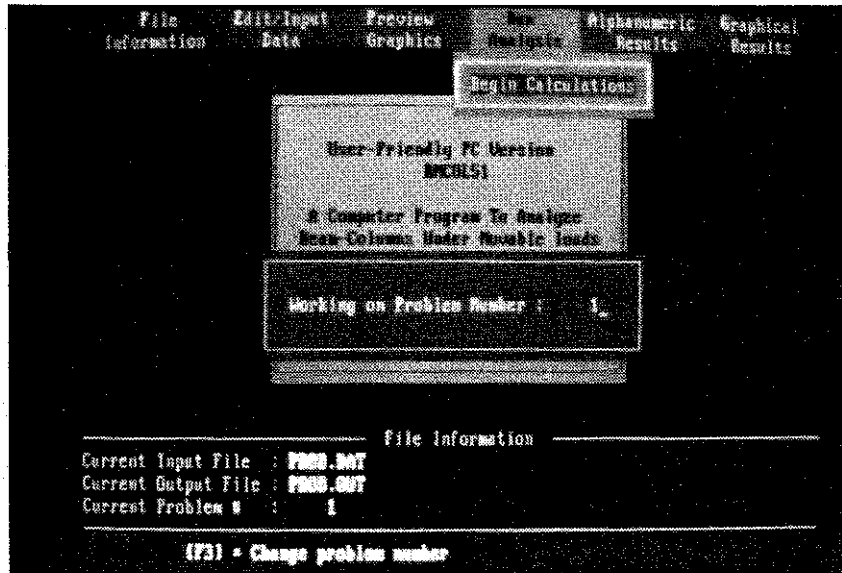 File Edit/Input Preview Run Alphanumeric Graphical
Information Data Graphics Analysis Results Results
Begin Calculations
User-Friendly PC Version
BMCOL51
A Computer Program To Analyze
Beam-Columns Under Movable loads
Working on Problem Number : 1_
File Information
Current Input File : PROB.DAT
Current Output File : PROB.OUT
Current Problem # : 1
[F3] = Change problem number